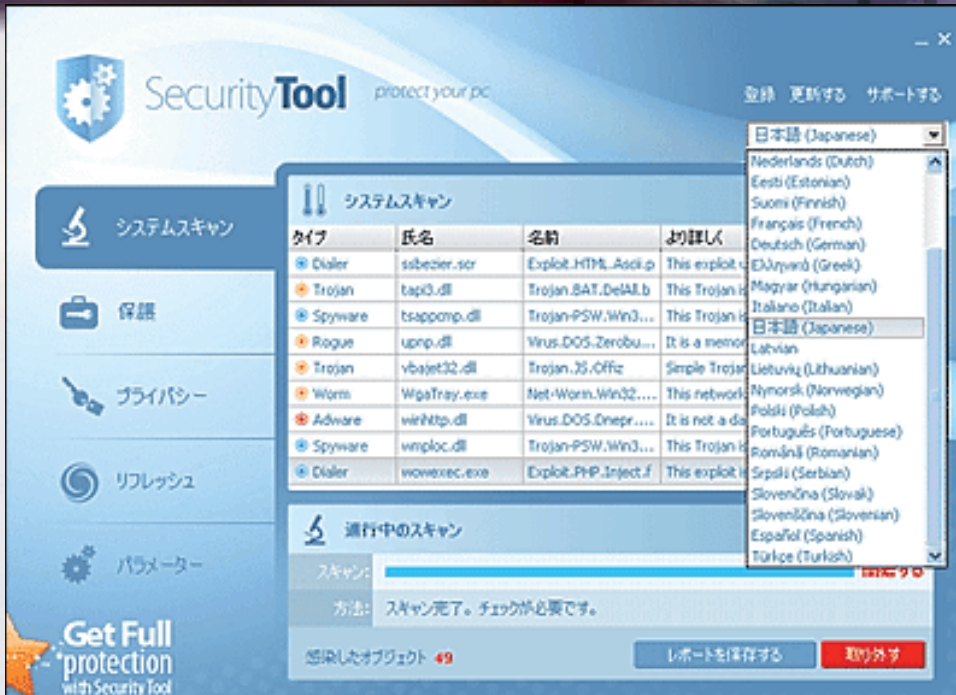 SecurityTool protect your pc
登録 更新する サポートする
日本語 (Japanese)
Nederlands (Dutch)
Eesti (Estonian)
Suomi (Finnish)
Français (French)
Deutsch (German)
Ελληνικά (Greek)
Magyar (Hungarian)
Italiano (Italian)
日本語 (Japanese)
Latvian
Lietuvių (Lithuanian)
Nymorsk (Norwegian)
Polski (Polish)
Português (Portuguese)
Română (Romanian)
Srpski (Serbian)
Slovenčina (Slovak)
Slovenščina (Slovenian)
Español (Spanish)
Türkçe (Turkish)
システムスキャン
保護
プライバシー
リフレッシュ
パラメーター
Get Full
protection
with Security Tool
システムスキャン
タイプ 氏名 名前 より詳しく
Dialer ssbezier.scr Exploit.HTML.Ascii.p This exploit
Trojan tapi3.dll Trojan.BAT.DelAll.b This Trojan is
Spyware tsappcmp.dll Trojan-PSW.Win3... This Trojan is
Rogue upnp.dll Virus.DOS.Zerobu... It is a memor
Trojan vbajet32.dll Trojan.JS.Offiz Simple Trojan
Worm WgaTray.exe Net-Worm.Win32.... This network
Adware winhttp.dll Virus.DOS.Dnepr.... It is not a da
Spyware wmploc.dll Trojan-PSW.Win3... This Trojan is
Dialer wowexec.exe Exploit.PHP.Inject.f This exploit is
進行中のスキャン
スキャン:
方法: スキャン完了。チェックが必要です。
感染したオブジェクト 49
レポートを保存する 取り外す